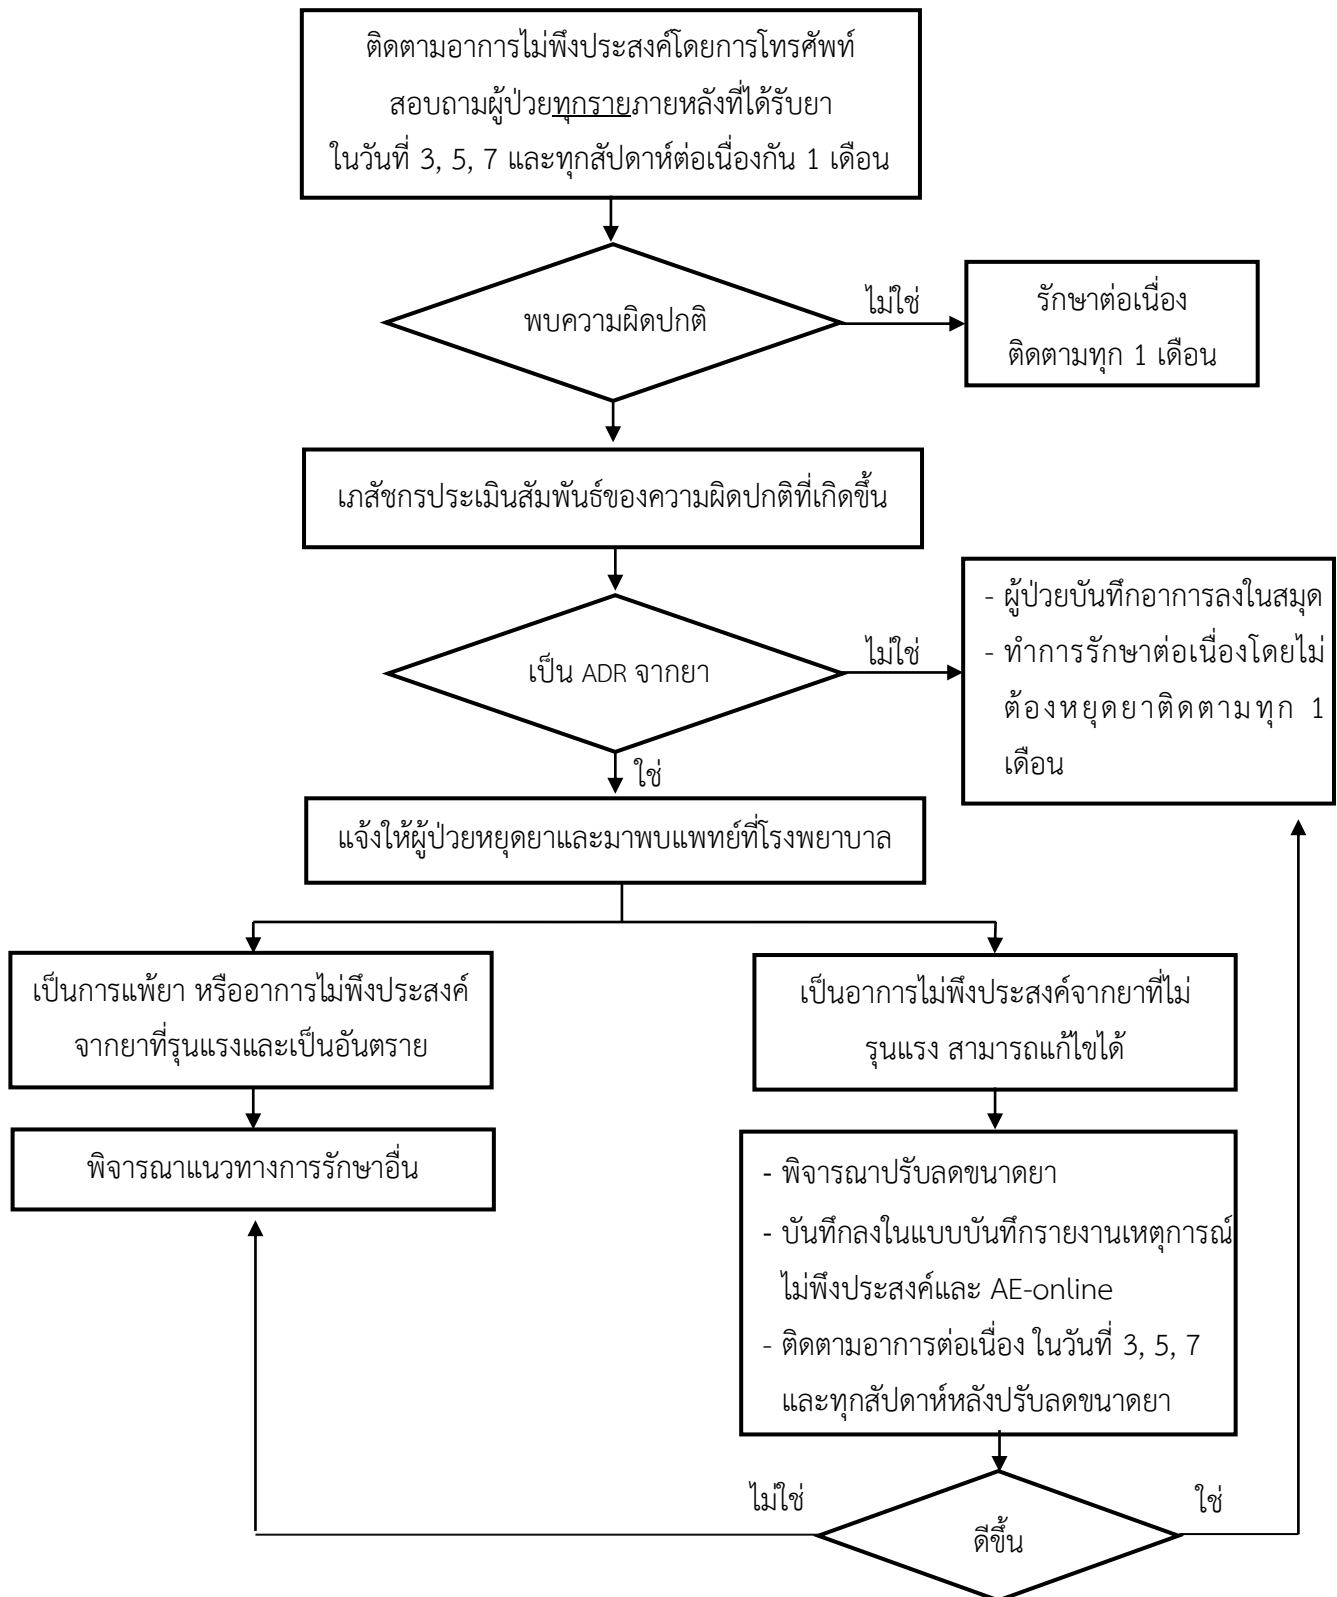 ติดตามอาการไม่พึงประสงค์โดยการโทรศัพท์
สอบถามผู้ป่วยทุกรายภายหลังที่ได้รับยา
ในวันที่ 3, 5, 7 และทุกสัปดาห์ต่อเนื่องกัน 1 เดือน
พบความผิดปกติ
ไม่ใช่
รักษาต่อเนื่อง
ติดตามทุก 1 เดือน
เภสัชกรประเมินสัมพันธ์ของความผิดปกติที่เกิดขึ้น
เป็น ADR จากยา
ไม่ใช่
- ผู้ป่วยบันทึกอาการลงในสมุด
- ทำการรักษาต่อเนื่องโดยไม่
ต้องหยุดยาติดตามทุก 1
เดือน
ใช่
แจ้งให้ผู้ป่วยหยุดยาและมาพบแพทย์ที่โรงพยาบาล
เป็นการแพ้ยา หรืออาการไม่พึงประสงค์
จากยาที่รุนแรงและเป็นอันตราย
พิจารณาแนวทางการรักษาอื่น
เป็นอาการไม่พึงประสงค์จากยาที่ไม่
รุนแรง สามารถแก้ไขได้
- พิจารณาปรับลดขนาดยา
- บันทึกลงในแบบบันทึกรายงานเหตุการณ์
ไม่พึงประสงค์และ AE-online
- ติดตามอาการต่อเนื่อง ในวันที่ 3, 5, 7
และทุกสัปดาห์หลังปรับลดขนาดยา
ไม่ใช่
ดีขึ้น
ใช่